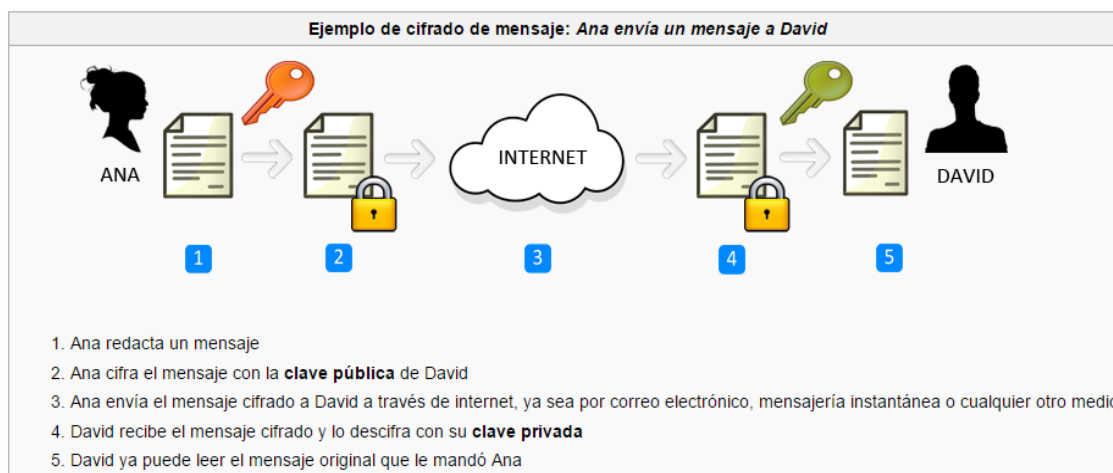 Ejemplo de cifrado de mensaje: Ana envía un mensaje a David
ANA
INTERNET
DAVID
1 2 3 4 5
1. Ana redacta un mensaje
2. Ana cifra el mensaje con la clave pública de David
3. Ana envía el mensaje cifrado a David a través de internet, ya sea por correo electrónico, mensajería instantánea o cualquier otro medio
4. David recibe el mensaje cifrado y lo descifra con su clave privada
5. David ya puede leer el mensaje original que le mandó Ana